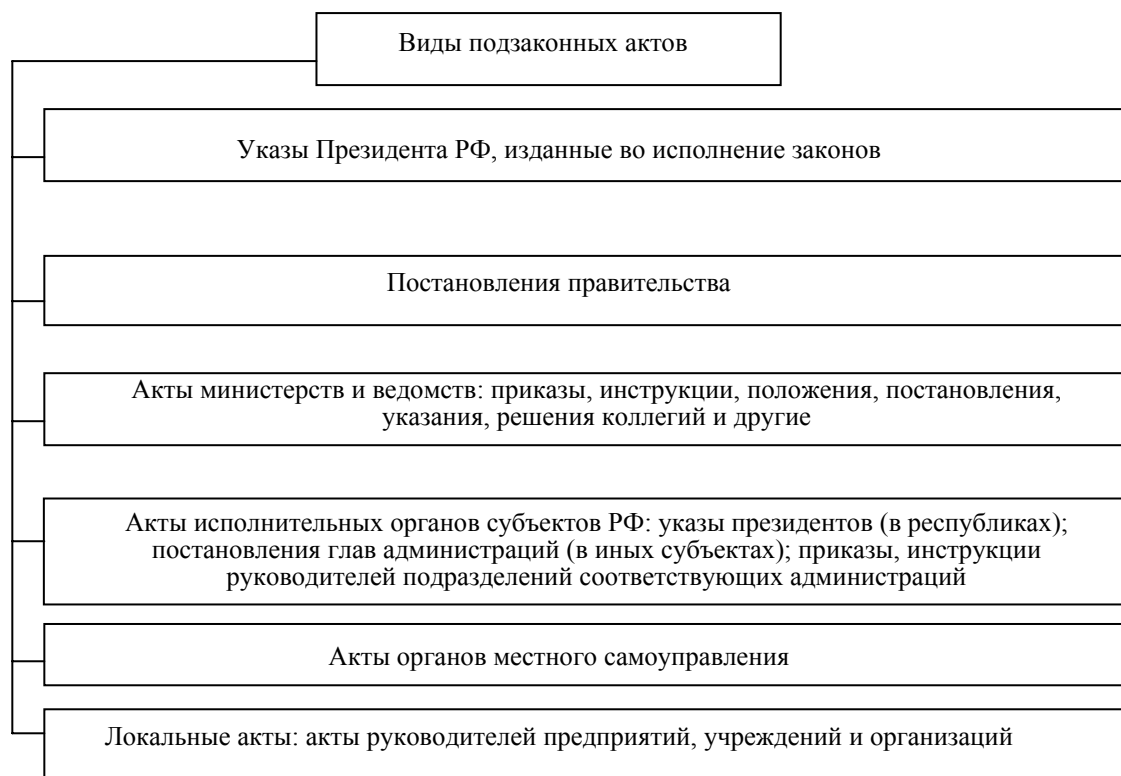 Виды подзаконных актов
Указы Президента РФ, изданные во исполнение законов
Постановления правительства
Акты министерств и ведомств: приказы, инструкции, положения, постановления,
указания, решения коллегий и другие
Акты исполнительных органов субъектов РФ: указы президентов (в республиках);
постановления глав администраций (в иных субъектах); приказы, инструкции
руководителей подразделений соответствующих администраций
Акты органов местного самоуправления
Локальные акты: акты руководителей предприятий, учреждений и организаций